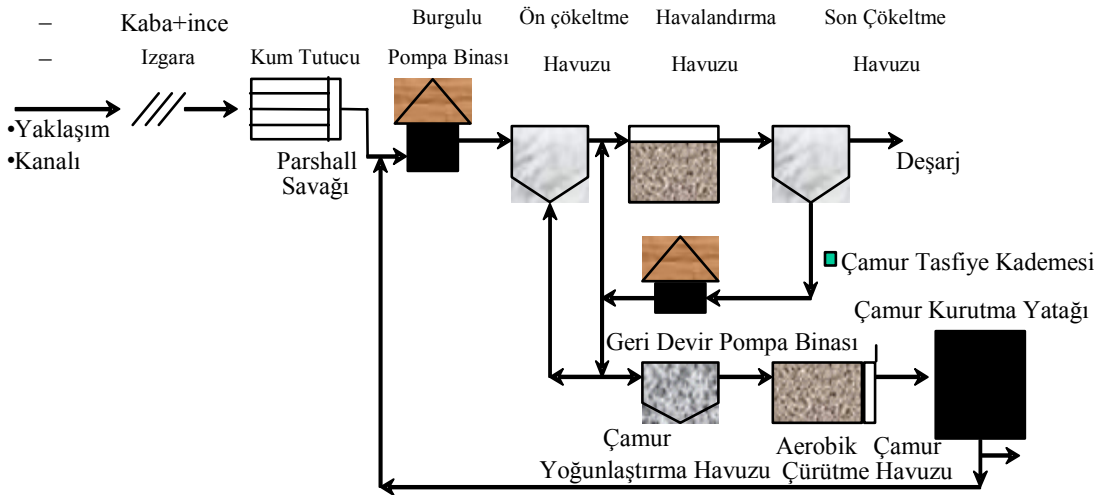 –
Kaba+ince
Burgulu
Ön çökeltme
Havalandırma
Son Çökeltme
–
Izgara
Kum Tutucu
Pompa Binası
Havuzu
Havuzu
Havuzu
•Yaklaşım
•Kanalı
Parshall
Savağı
Deşarj
Çamur Tasfiye Kademesi
Çamur Kurutma Yatağı
Geri Devir Pompa Binası
Çamur
Yoğunlaştırma Havuzu
Aerobik Çamur
Çürütme Havuzu